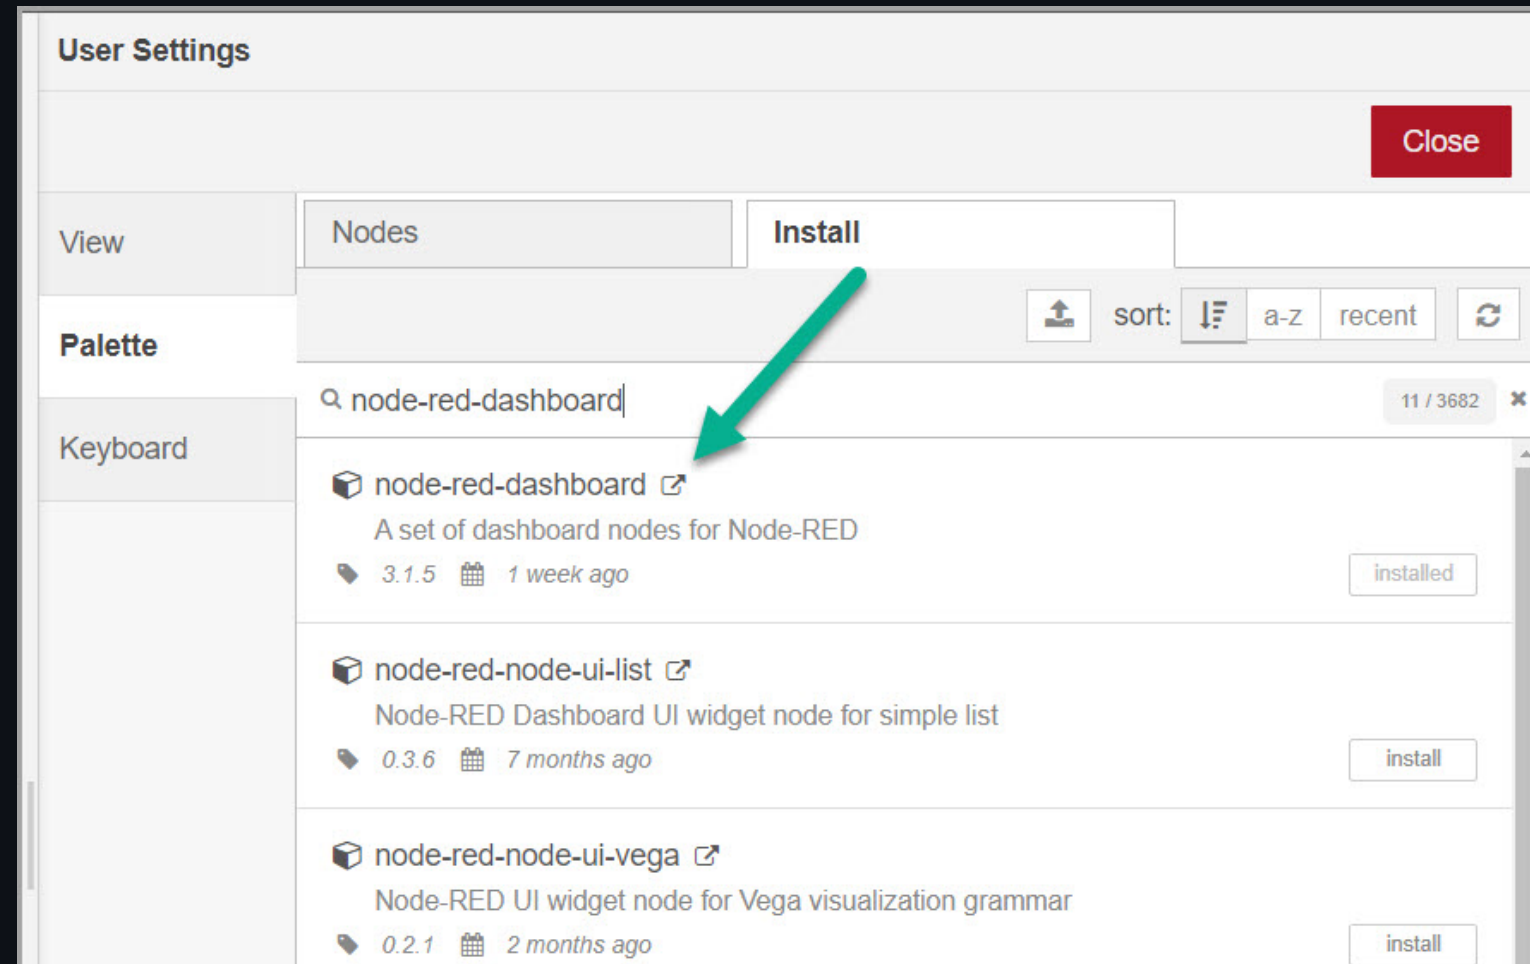 User Settings
Close
View
Nodes
Install
sort:
a-z
recent
Palette
node-red-dashboard
11 / 3682
Keyboard
node-red-dashboard
A set of dashboard nodes for Node-RED
3.1.5 1 week ago
installed
node-red-node-ui-list
Node-RED Dashboard UI widget node for simple list
0.3.6 7 months ago
install
node-red-node-ui-vega
Node-RED UI widget node for Vega visualization grammar
0.2.1 2 months ago
install